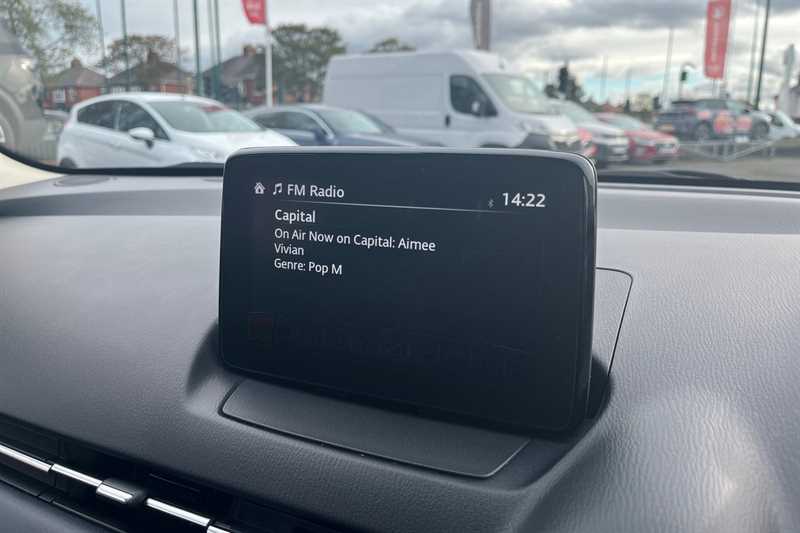 FM Radio
14:22
Capital
On Air Now on Capital: Aimee
Vivian
Genre: Pop M